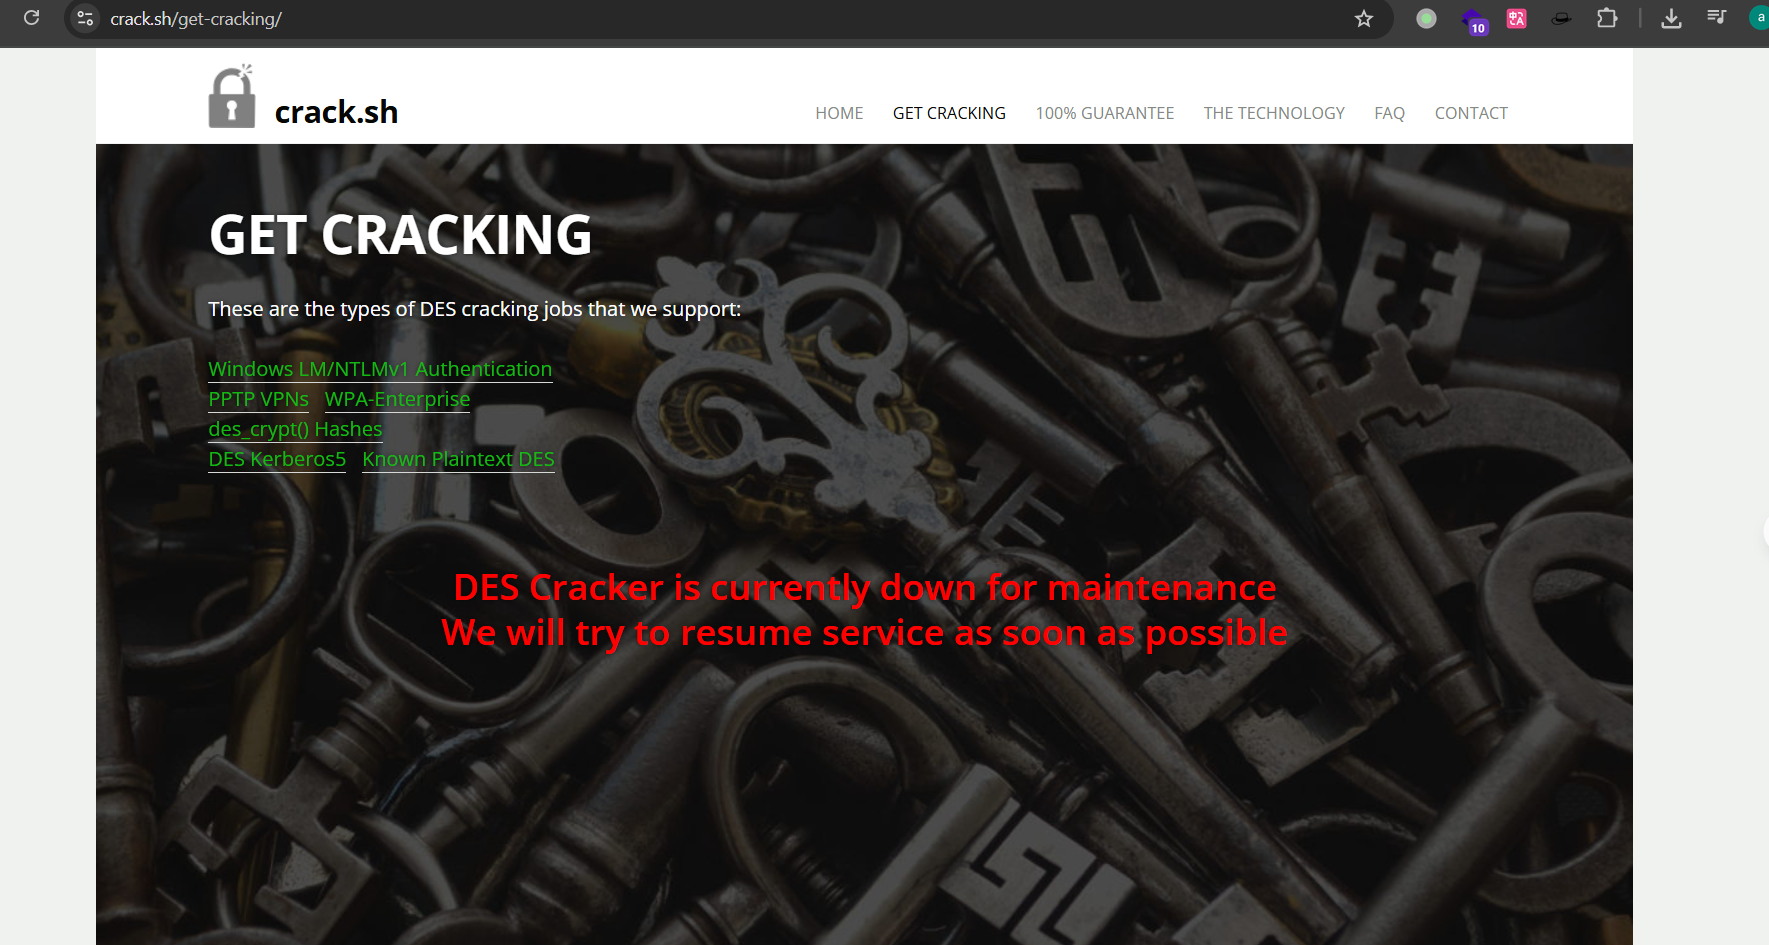 crack.sh/get-cracking/
10
a
crack.sh
HOME GET CRACKING 100% GUARANTEE THE TECHNOLOGY FAQ CONTACT
GET CRACKING
These are the types of DES cracking jobs that we support:
Windows LM/NTLMv1 Authentication
PPTP VPNs WPA-Enterprise
des_crypt() Hashes
DES Kerberos5 Known Plaintext DES
DES Cracker is currently down for maintenance
We will try to resume service as soon as possible